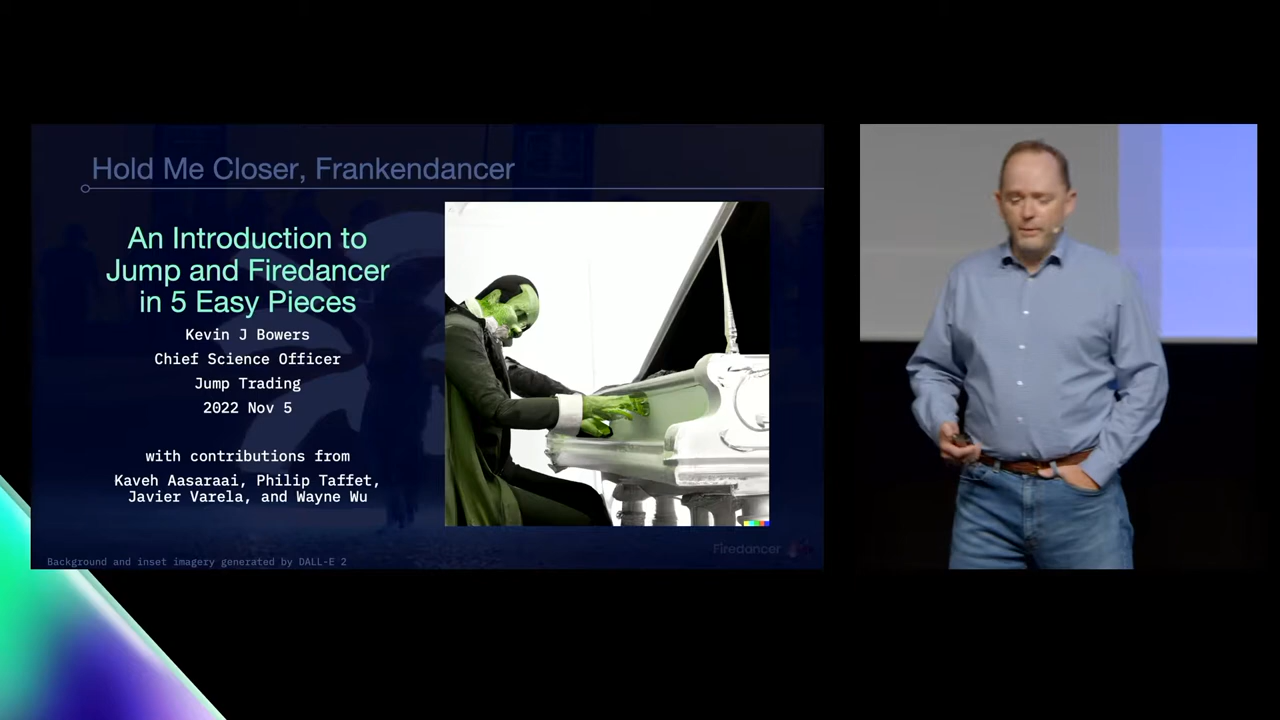 Hold Me Closer, Frankendancer
An Introduction to
Jump and Firedancer
in 5 Easy Pieces
Kevin J Bowers
Chief Science Officer
Jump Trading
2022 Nov 5
with contributions from
Kaveh Aasaraai, Philip Taffet,
Javier Varela, and Wayne Wu
Firedancer
Background and inset imagery generated by DALL-E 2